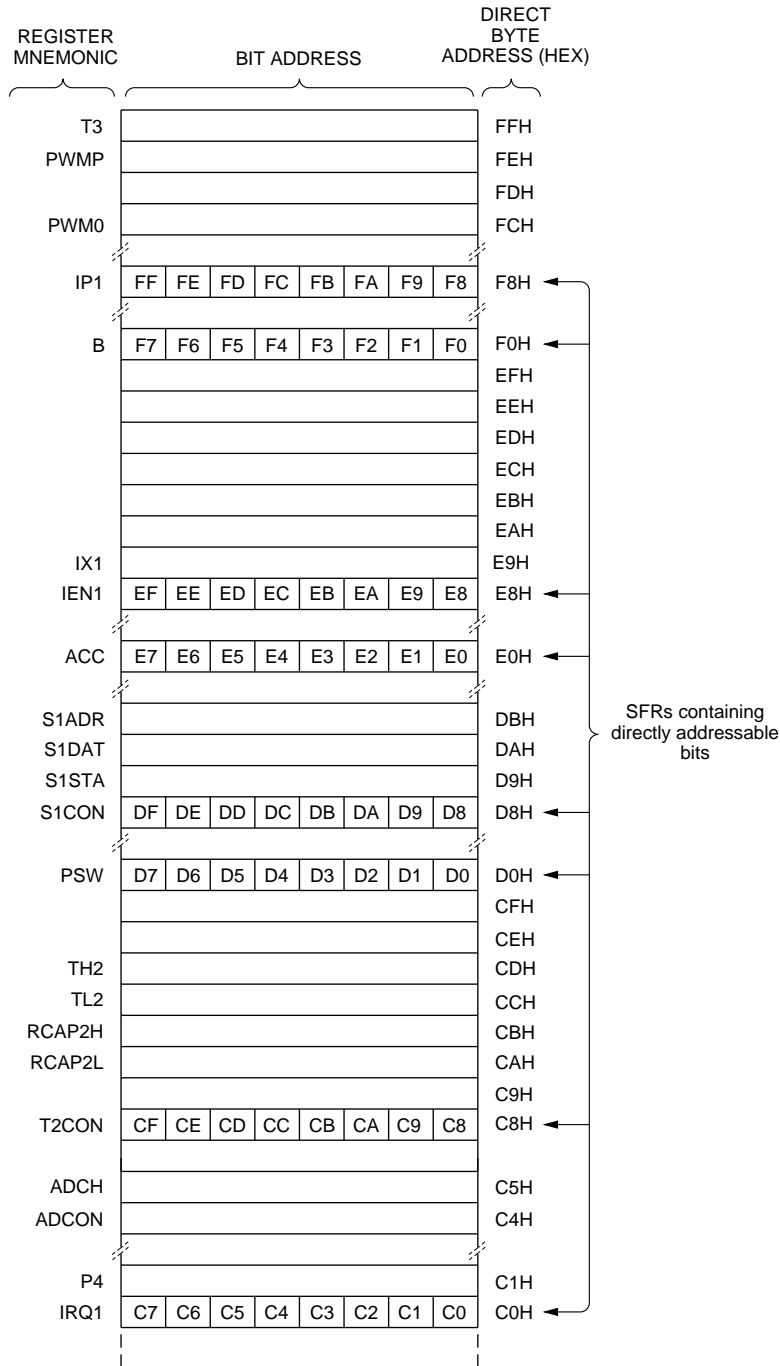 REGISTER
MNEMONIC
BIT ADDRESS
DIRECT
BYTE
ADDRESS (HEX)
T3 FFH
PWMP FEH
FDH
PWM0 FCH
IP1 FF FE FD FC FB FA F9 F8 F8H
B F7 F6 F5 F4 F3 F2 F1 F0 F0H
EFH
EEH
EDH
ECH
EBH
EAH
IX1 E9H
IEN1 EF EE ED EC EB EA E9 E8 E8H
ACC E7 E6 E5 E4 E3 E2 E1 E0 E0H
S1ADR DBH
S1DAT DAH
S1STA D9H
S1CON DF DE DD DC DB DA D9 D8 D8H
PSW D7 D6 D5 D4 D3 D2 D1 D0 D0H
CFH
CEH
TH2 CDH
TL2 CCH
RCAP2H CBH
RCAP2L CAH
C9H
T2CON CF CE CD CC CB CA C9 C8 C8H
ADCH C5H
ADCON C4H
P4 C1H
IRQ1 C7 C6 C5 C4 C3 C2 C1 C0 C0H
SFRs containing
directly addressable
bits